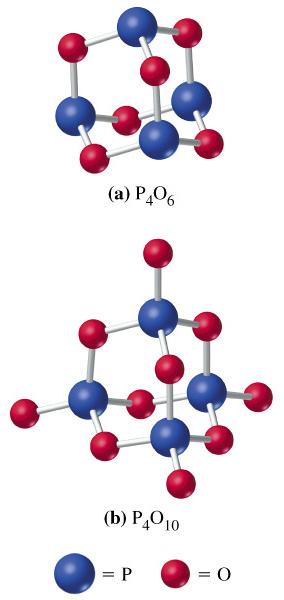 (a) P₄O₆
(b) P₄O₁₀
= P = O